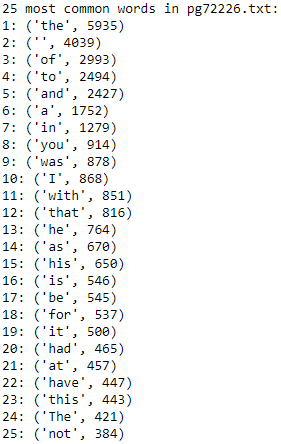 25 most common words in pg72226.txt:
1: ('the', 5935)
2: ('', 4039)
3: ('of', 2993)
4: ('to', 2494)
5: ('and', 2427)
6: ('a', 1752)
7: ('in', 1279)
8: ('you', 914)
9: ('was', 878)
10: ('I', 868)
11: ('with', 851)
12: ('that', 816)
13: ('he', 764)
14: ('as', 670)
15: ('his', 650)
16: ('is', 546)
17: ('be', 545)
18: ('for', 537)
19: ('it', 500)
20: ('had', 465)
21: ('at', 457)
22: ('have', 447)
23: ('this', 443)
24: ('The', 421)
25: ('not', 384)